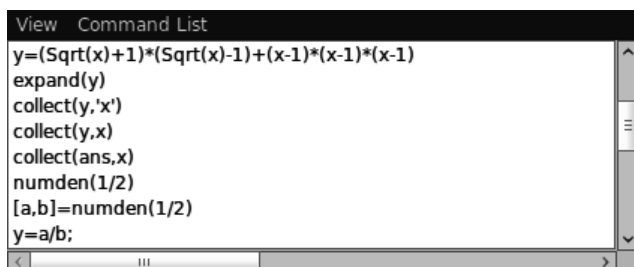 View Command List
y=(Sqrt(x)+1)*(Sqrt(x)-1)+(x-1)*(x-1)*(x-1)
expand(y)
collect(y,'x')
collect(y,x)
collect(ans,x)
numden(1/2)
[a,b]=numden(1/2)
y=a/b;